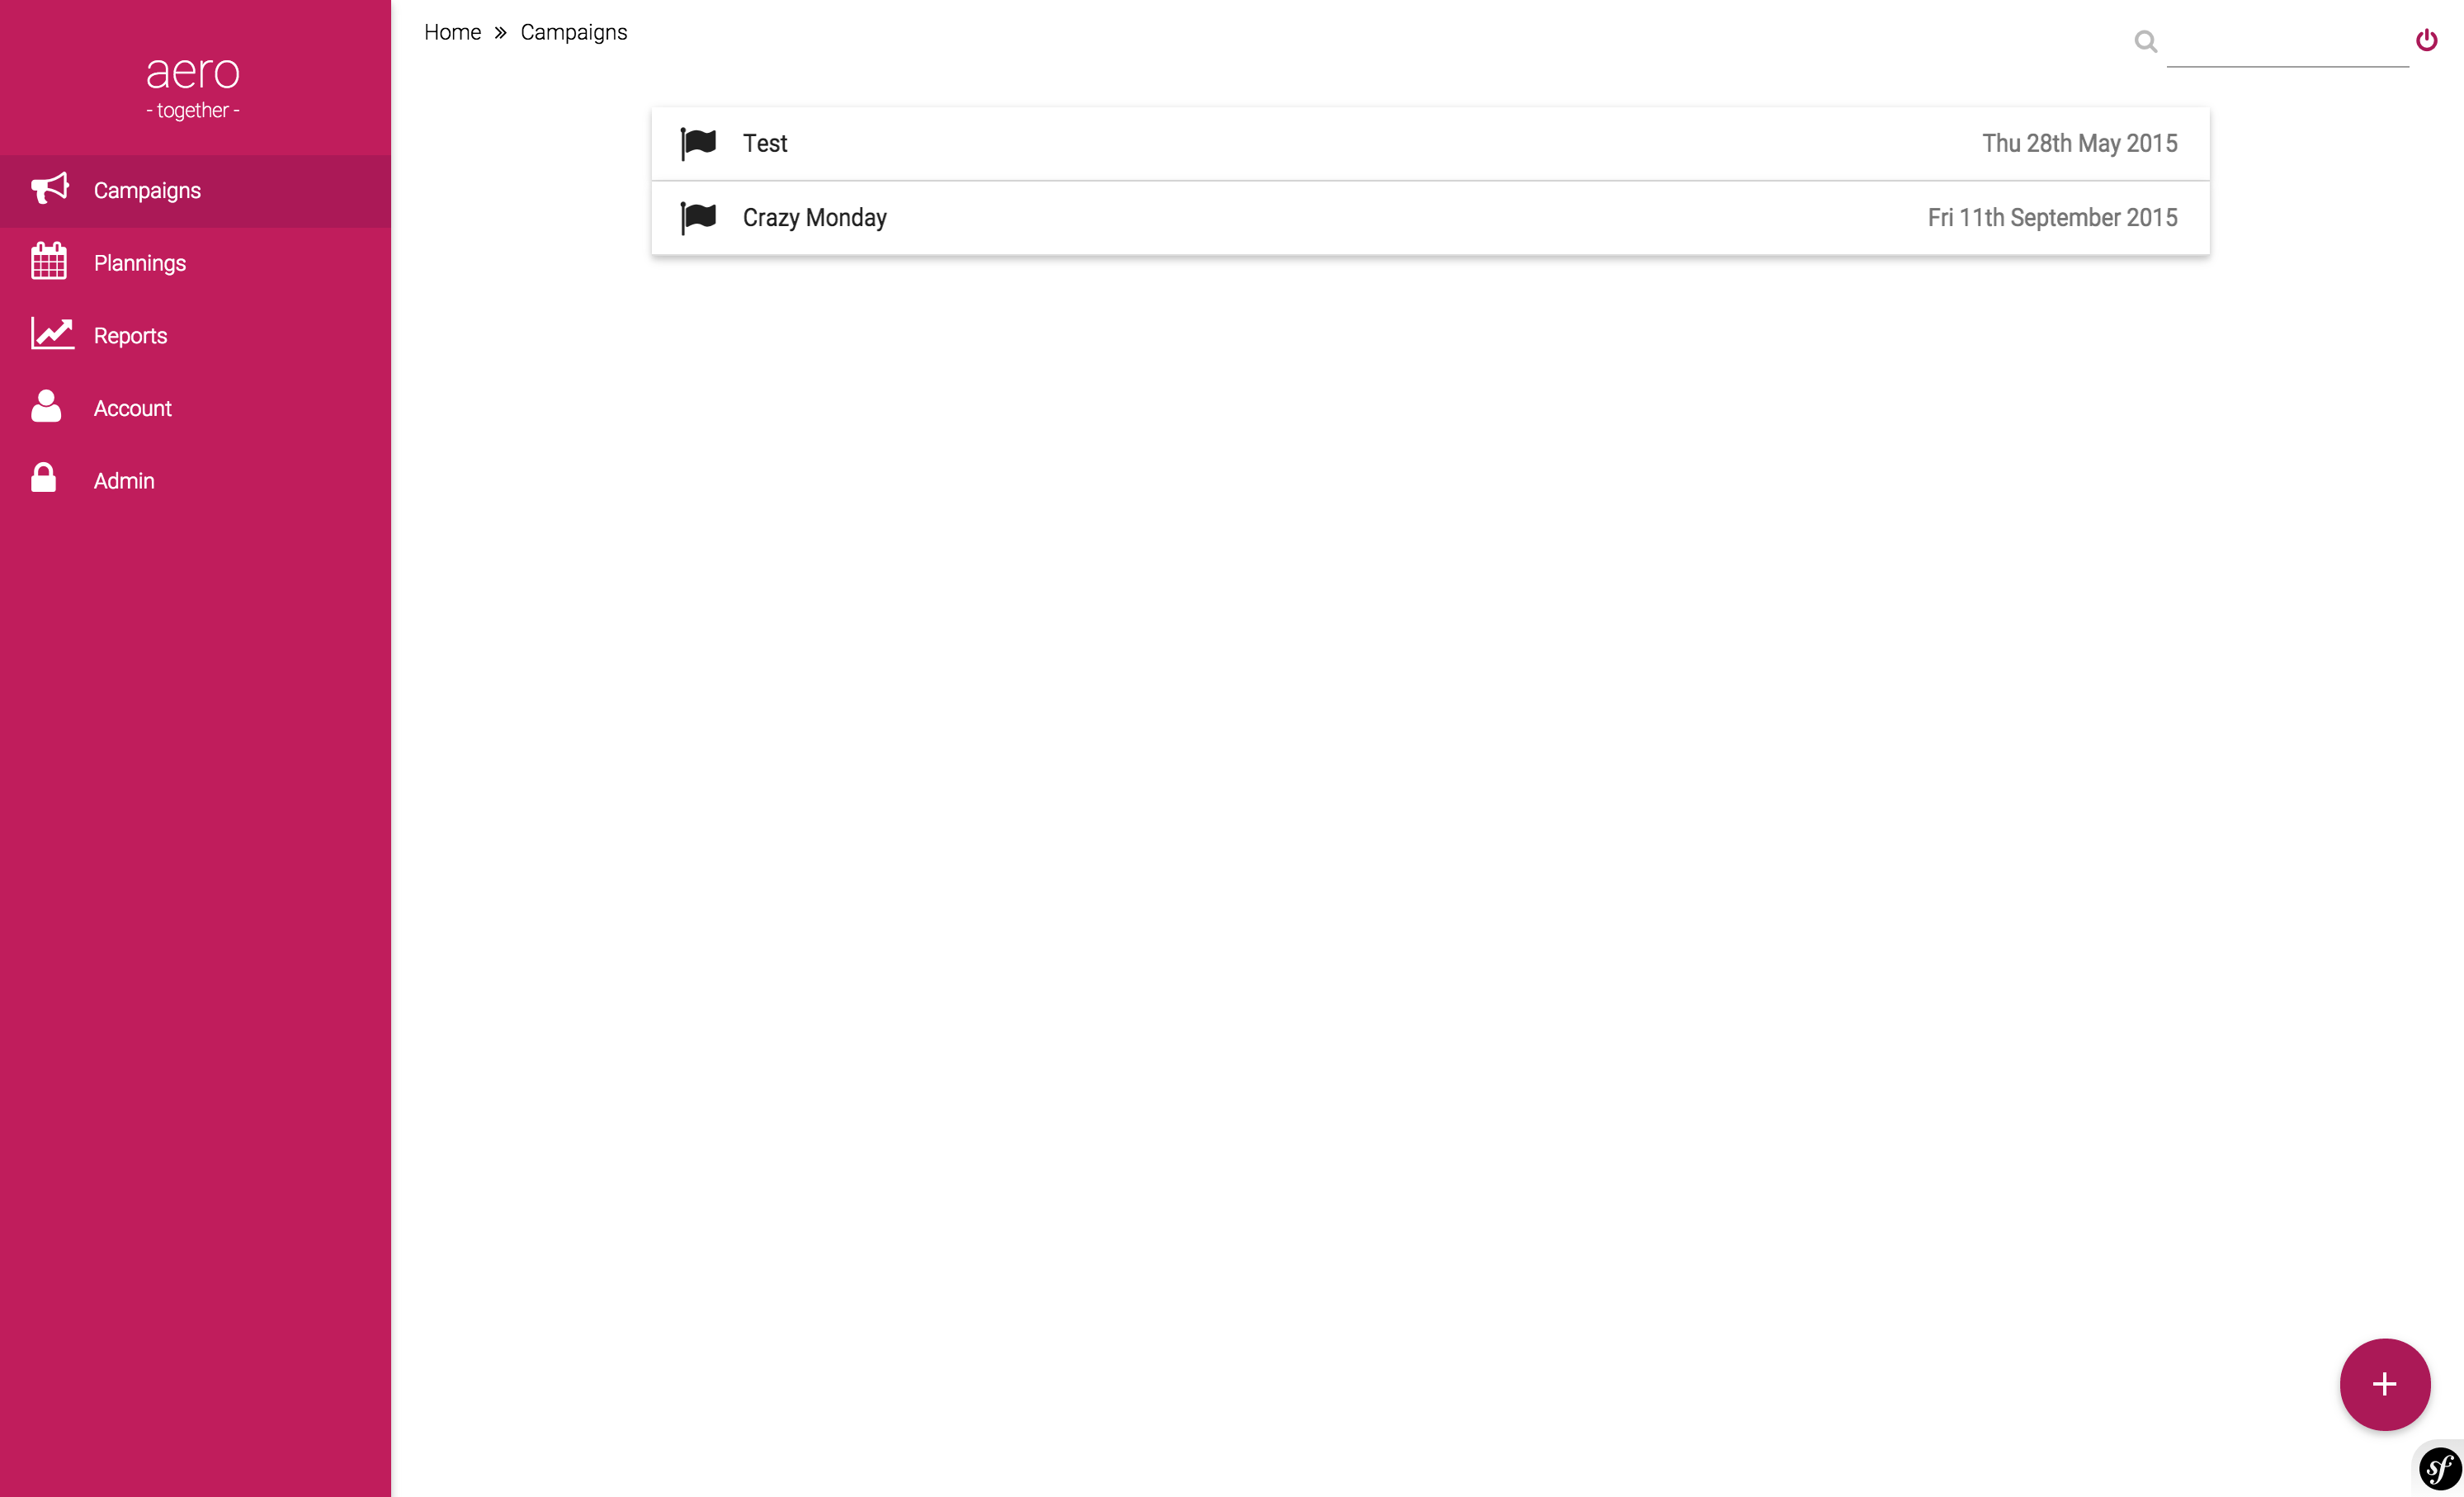 aero
- together -
Campaigns
Plannings
Reports
Account
Admin
Home » Campaigns
Test Thu 28th May 2015
Crazy Monday Fri 11th September 2015
+
sf